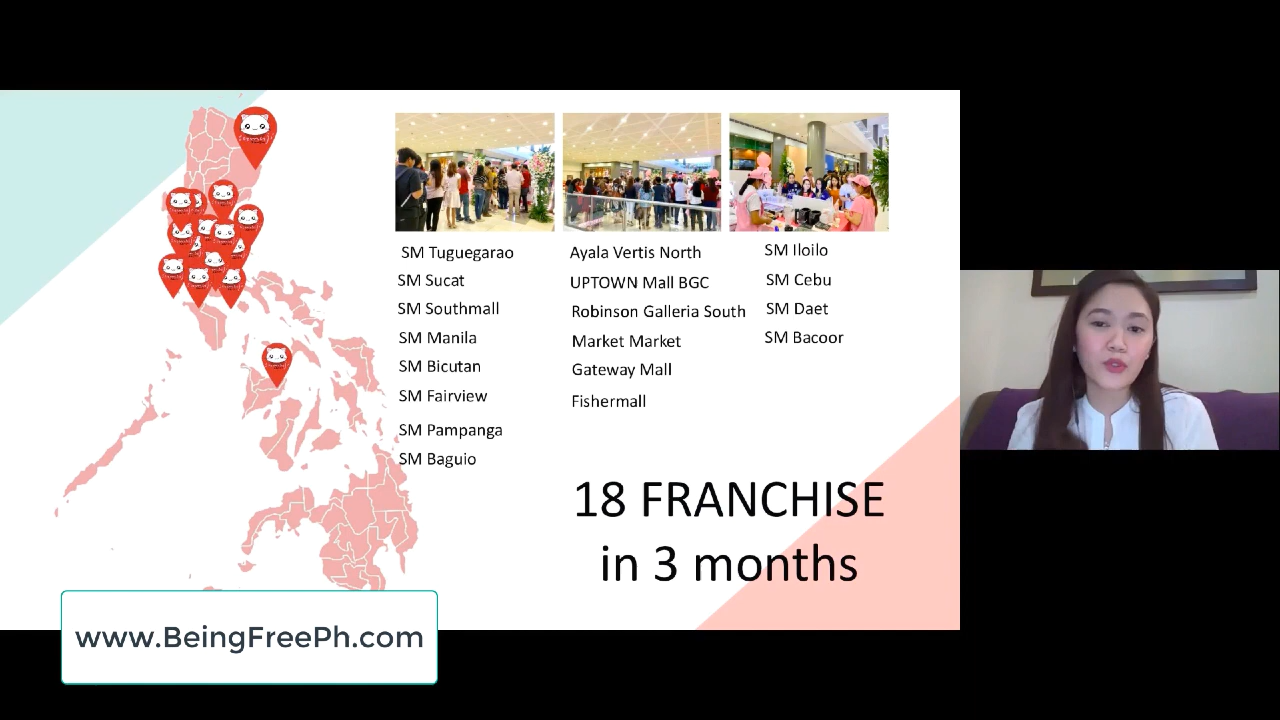 SM Tuguegarao
SM Sucat
SM Southmall
SM Manila
SM Bicutan
SM Fairview
SM Pampanga
SM Baguio
Ayala Vertis North
UPTOWN Mall BGC
Robinson Galleria South
Market Market
Gateway Mall
Fishermall
SM Iloilo
SM Cebu
SM Daet
SM Bacoor
18 FRANCHISE
in 3 months
www.BeingFreePh.com